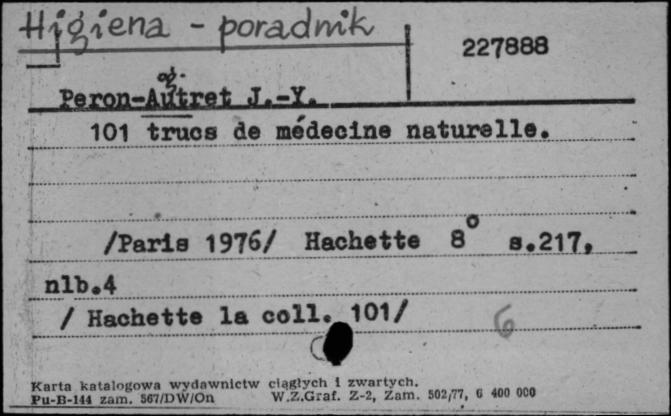 Higiena - poradnik
227888
Peron-Autret J.-Y.
101 trucs de médecine naturelle.
/Paris 1976/ Hachette 8° s.217,
nlb.4
/ Hachette la coll. 101/
6
Karta katalogowa wydawnictw ciągłych i zwartych.
Pu-B-144 zam. 567/DW/On W.Z.Graf. Z-2, Zam. 502/77, 6 400 000